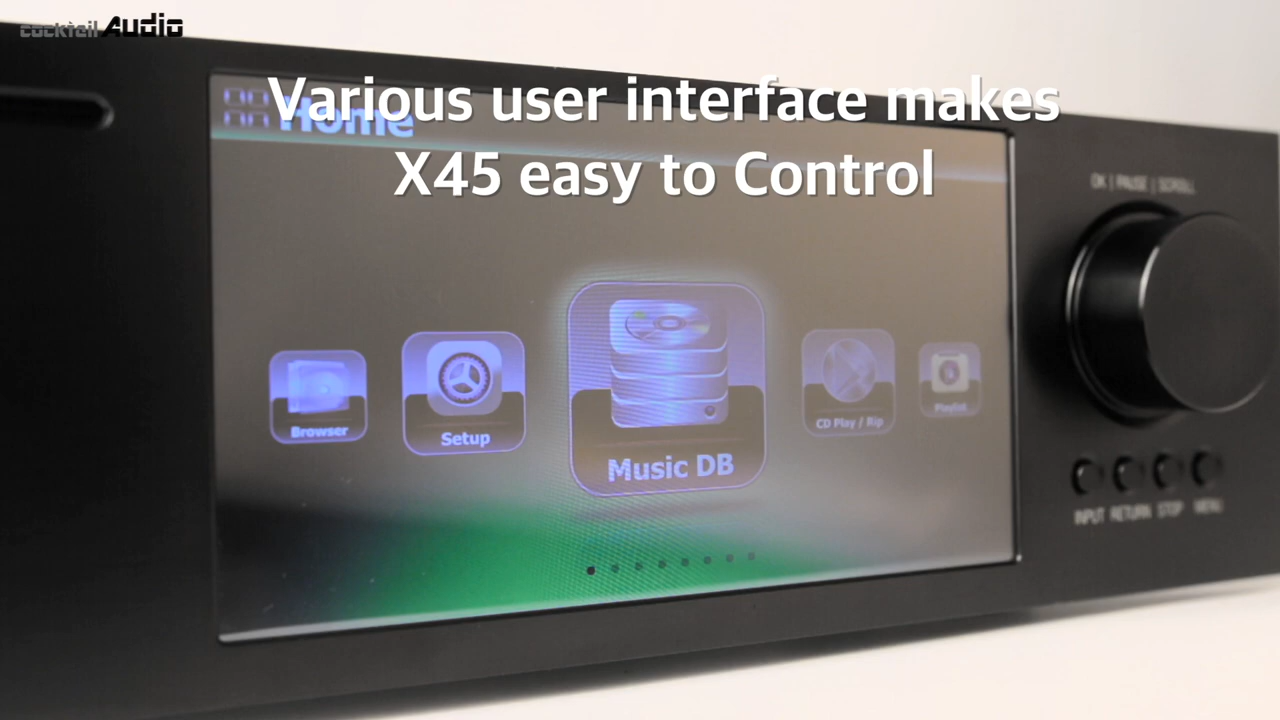 cocktail Audio
Various user interface makes
X45 easy to Control
Home
OK | PAUSE | SCROLL
Browser
Setup
Music DB
CD Play / Rip
Playlist
INPUT RETURN STOP MENU